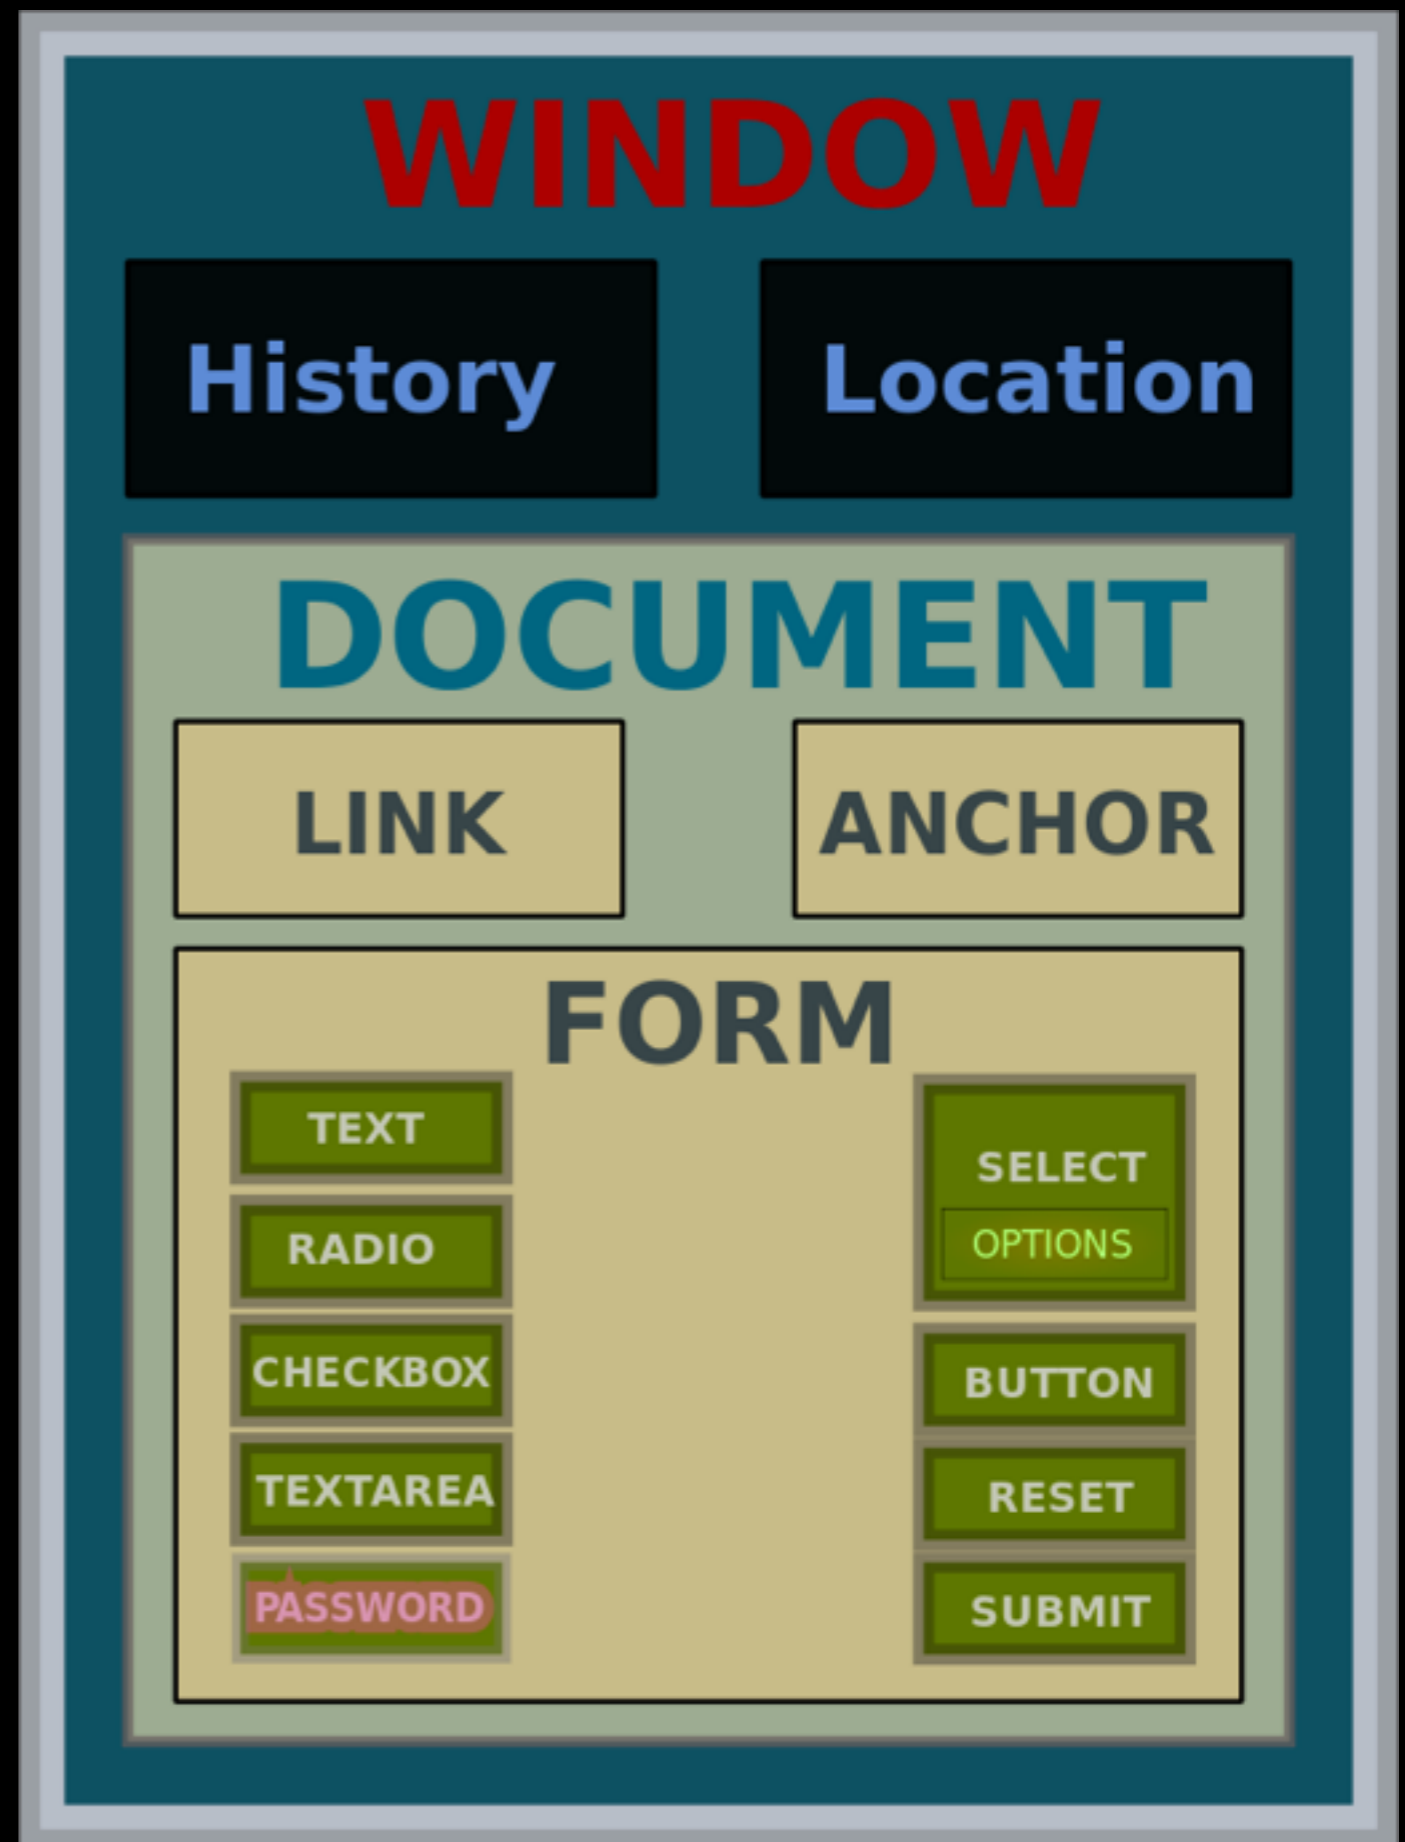 WINDOW
History
Location
DOCUMENT
LINK
ANCHOR
FORM
TEXT
RADIO
CHECKBOX
TEXTAREA
PASSWORD
SELECT
OPTIONS
BUTTON
RESET
SUBMIT